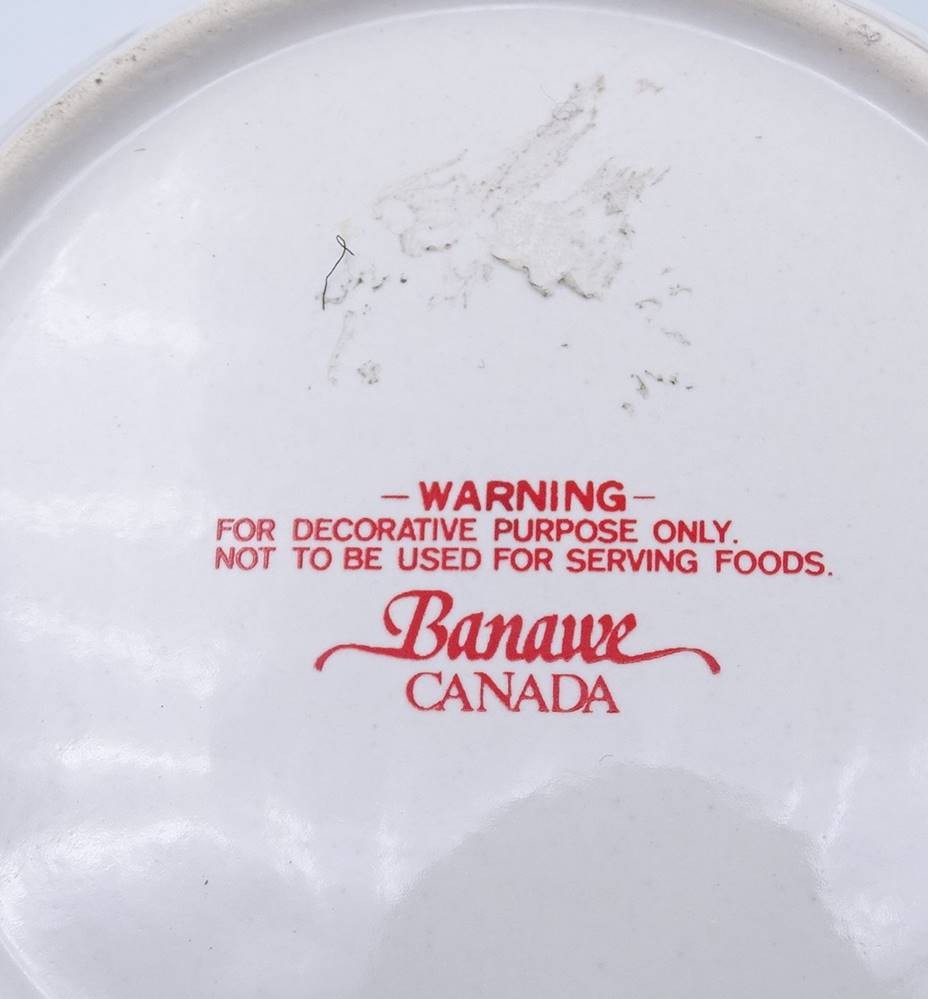 — WARNING —
FOR DECORATIVE PURPOSE ONLY.
NOT TO BE USED FOR SERVING FOODS.
Banawe
CANADA